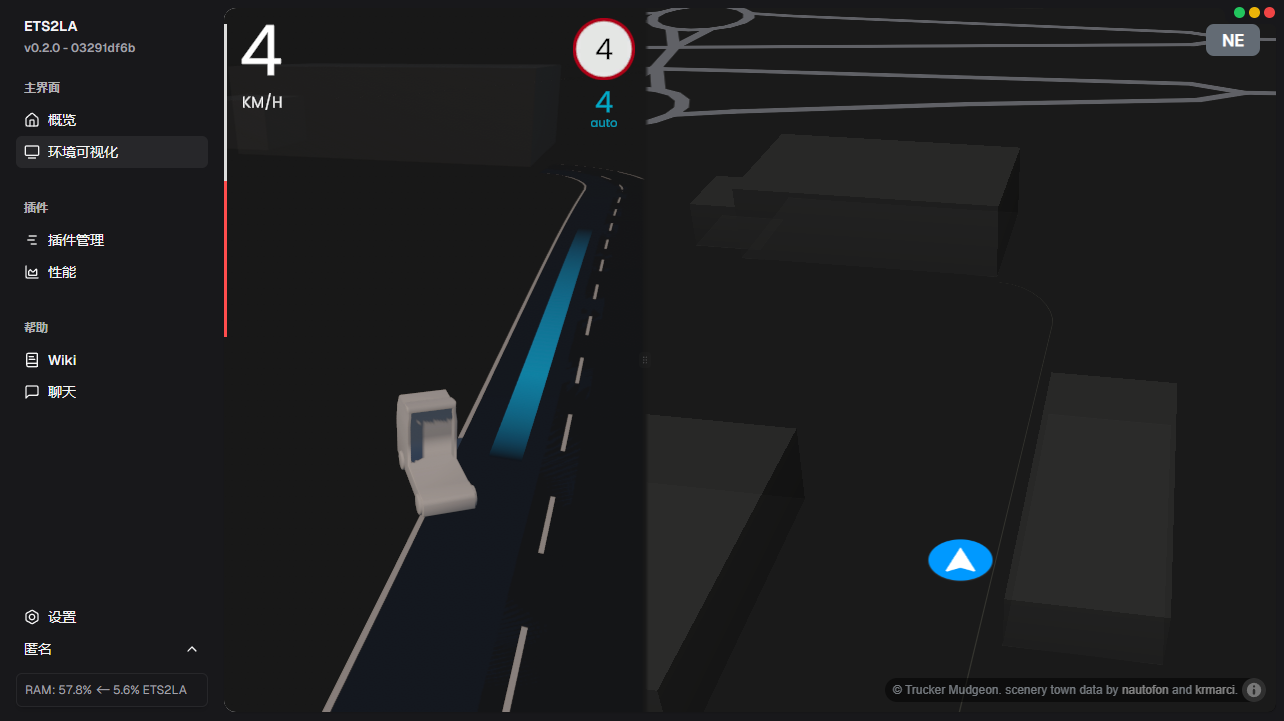 ETS2LA
v0.2.0 - 03291df6b
主界面
概览
环境可视化
插件
插件管理
性能
帮助
Wiki
聊天
设置
匿名
RAM: 57.8% <— 5.6% ETS2LA
4
KM/H
4
4
auto
NE
© Trucker Mudgeon. scenery town data by nautofon and krmarci.